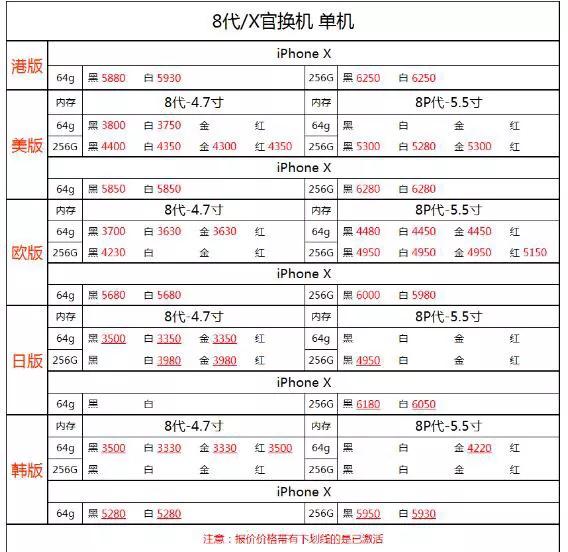 8代/X官换机 单机
港版
iPhone X
64g 黑 5880 白 5930 256G 黑 6250 白 6250
美版
内存 8代-4.7寸 内存 8P代-5.5寸
64g 黑 3800 白 3750 金 红 64g 黑 白 金 红
256G 黑 4400 白 4350 金 4300 红 4350 256G 黑 5300 白 5280 金 5300 红
iPhone X
64g 黑 5850 白 5850 256G 黑 6280 白 6280
欧版
内存 8代-4.7寸 内存 8P代-5.5寸
64g 黑 3700 白 3630 金 3630 红 64g 黑 4480 白 4450 金 4450 红
256G 黑 4230 白 金 红 256G 黑 4950 白 4950 金 4950 红 5150
iPhone X
64g 黑 5680 白 5680 256G 黑 6000 白 5980
日版
内存 8代-4.7寸 内存 8P代-5.5寸
64g 黑 3500 白 3350 金 3350 红 64g 黑 白 金 红
256G 黑 白 3980 金 3980 红 256G 黑 4950 白 金 红
iPhone X
64g 黑 白 256G 黑 6180 白 6050
韩版
内存 8代-4.7寸 内存 8P代-5.5寸
64g 黑 3500 白 3330 金 3330 红 3500 64g 黑 白 金 4220 红
256G 黑 白 金 红 256G 黑 白 金 红
iPhone X
64g 黑 5280 白 5280 256G 黑 5950 白 5930
注意：报价价格带有下划线的是已激活